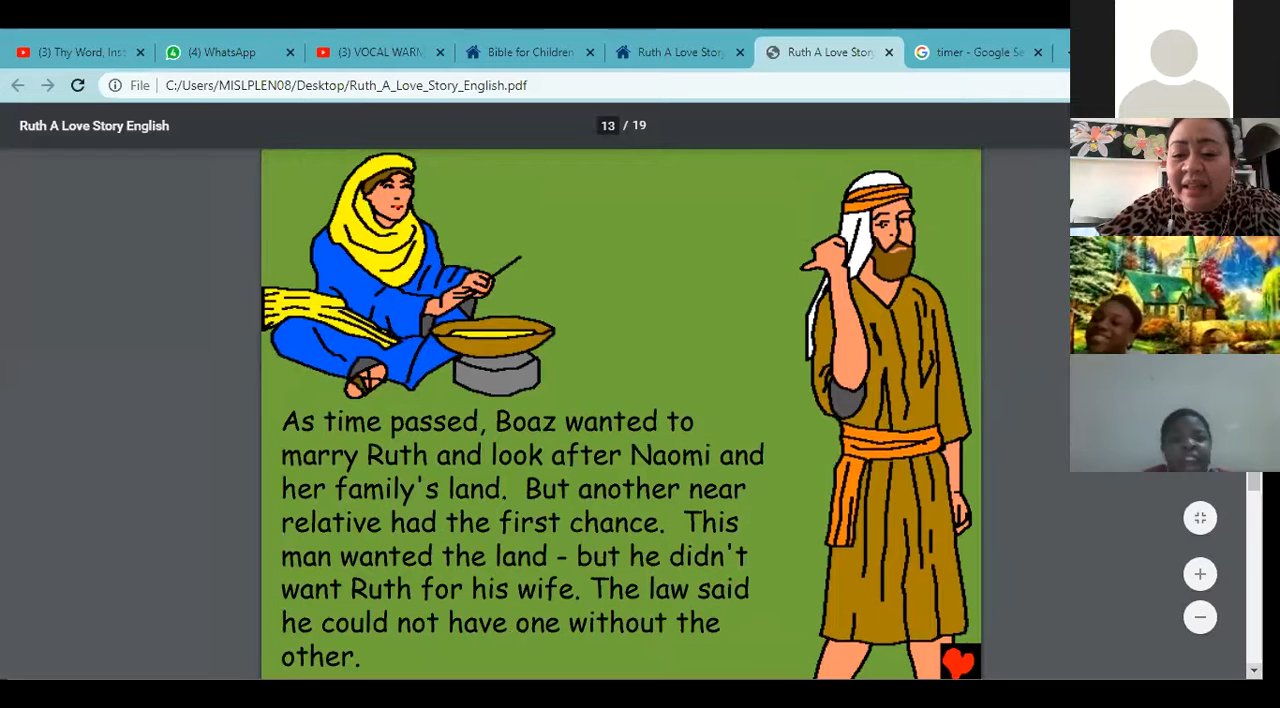 (3) Thy Word, Ins
(4) WhatsApp
(3) VOCAL WARM
Bible for Children
Ruth A Love Story
Ruth A Love Story
timer - Google Se
File
C:/Users/MISLPLEN08/Desktop/Ruth_A_Love_Story_English.pdf
Ruth A Love Story English
13 / 19
As time passed, Boaz wanted to
marry Ruth and look after Naomi and
her family's land. But another near
relative had the first chance. This
man wanted the land - but he didn't
want Ruth for his wife. The law said
he could not have one without the
other.